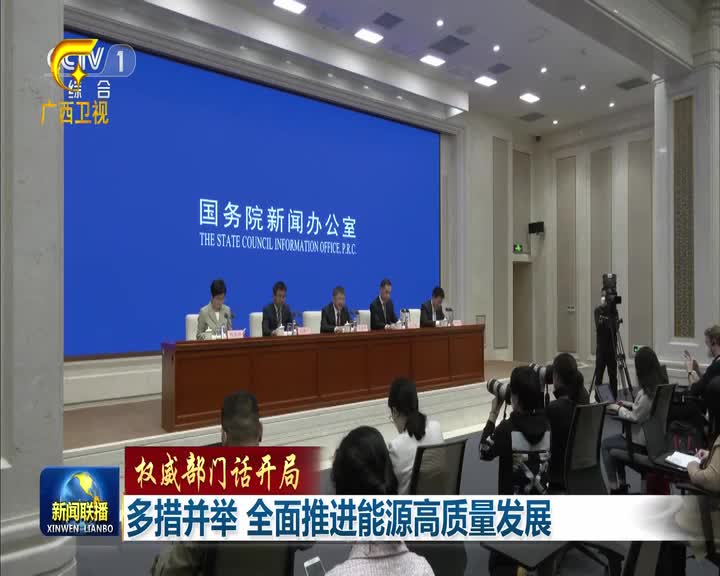 CCTV 1
综合
广西卫视
国务院新闻办公室
THE STATE COUNCIL INFORMATION OFFICE, P.R.C.
权威部门话开局
新闻联播
XINWEN LIANBO
多措并举 全面推进能源高质量发展